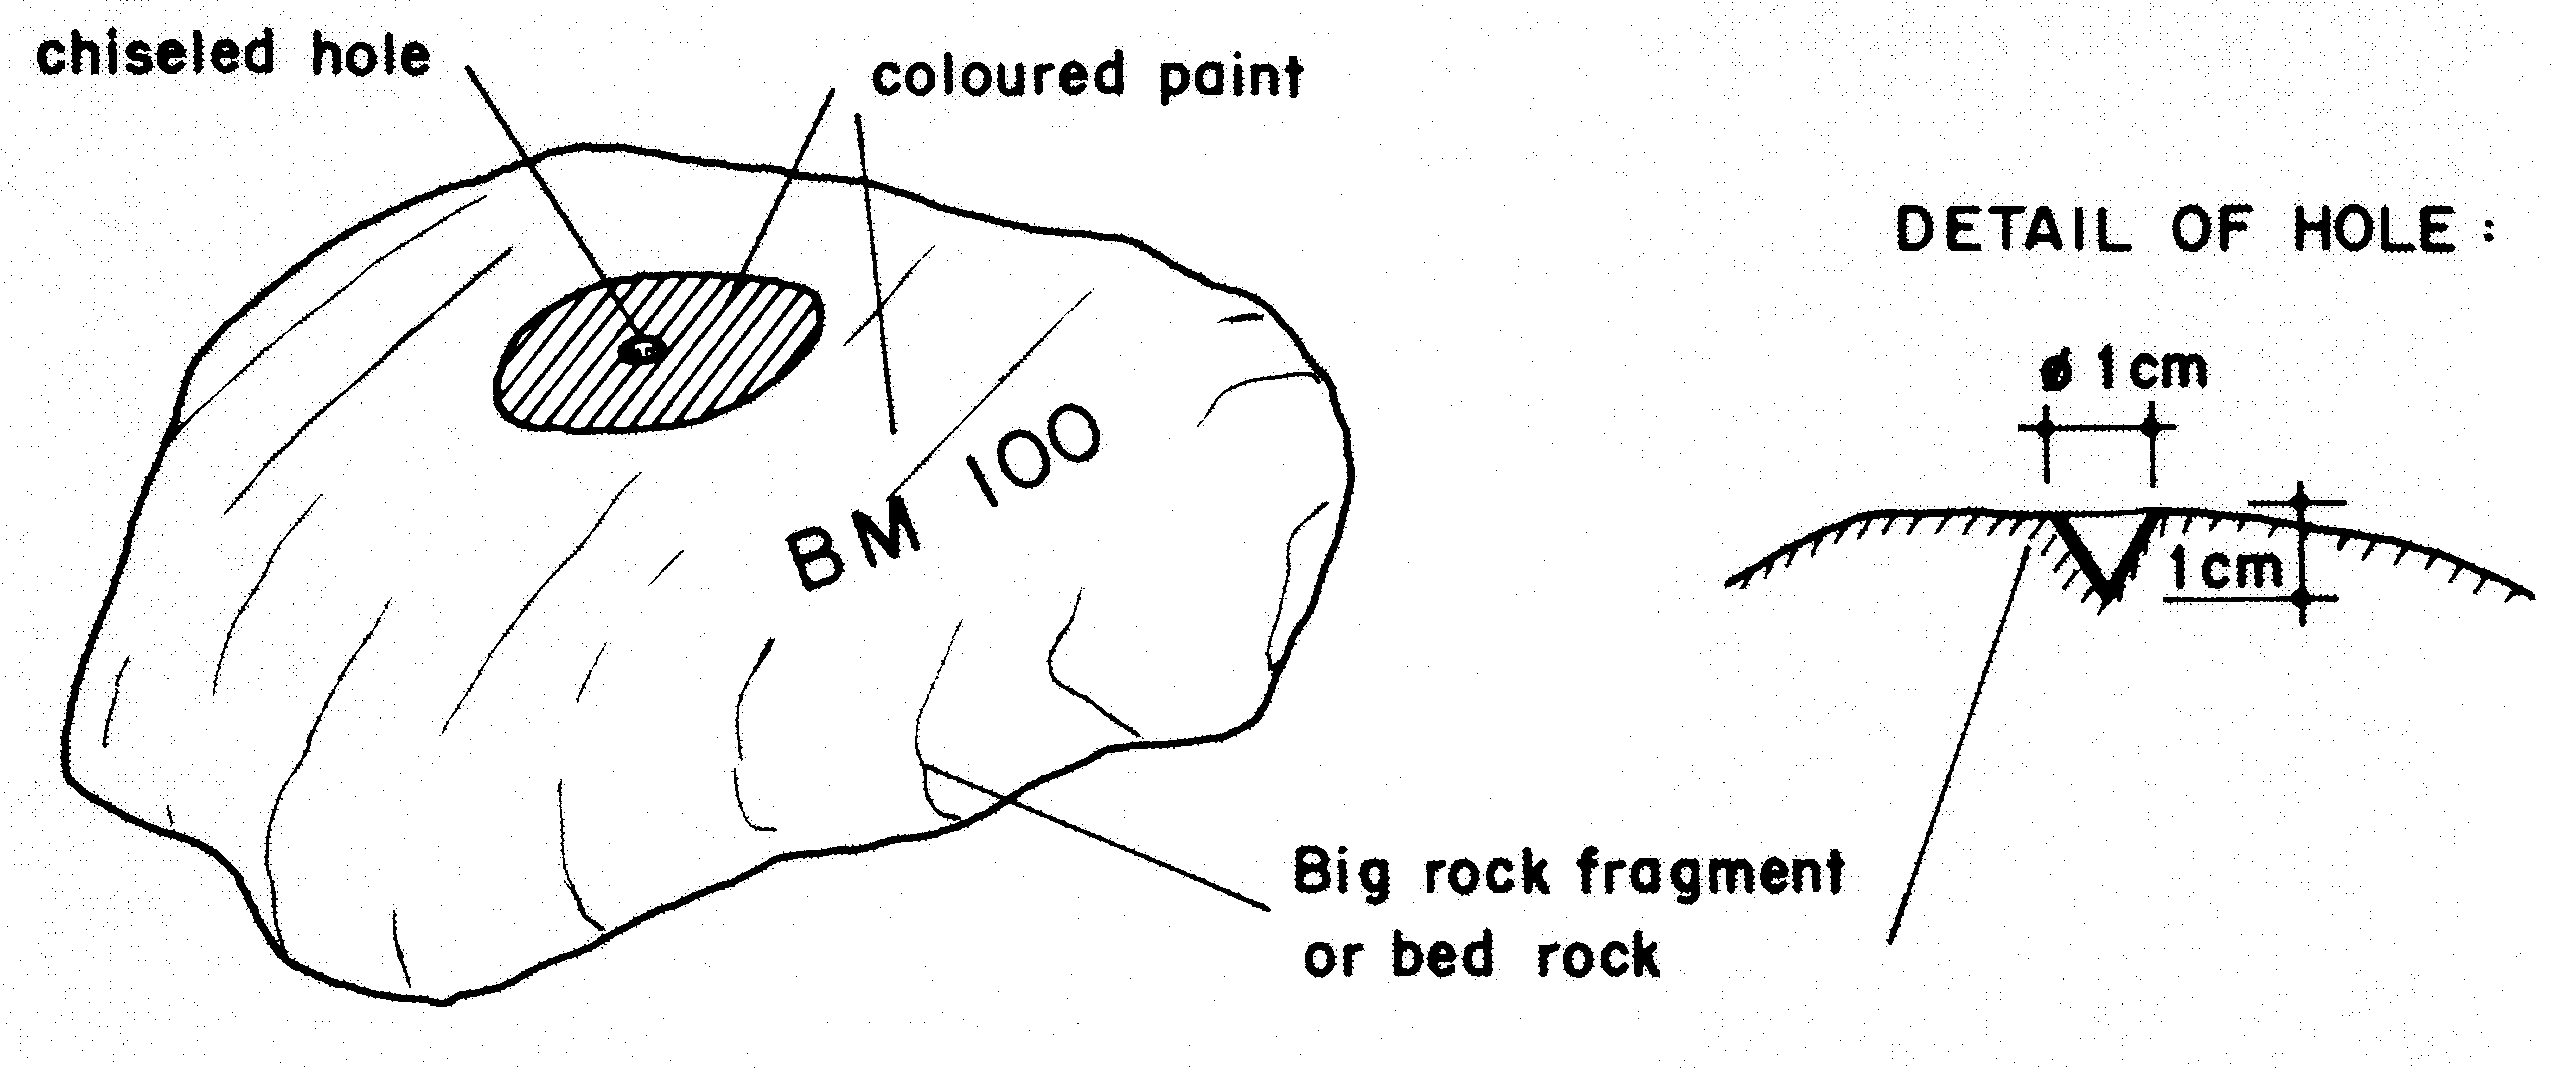 chiseled hole
coloured paint
BM 100
Big rock fragment
or bed rock
DETAIL OF HOLE :
ø 1cm
1cm